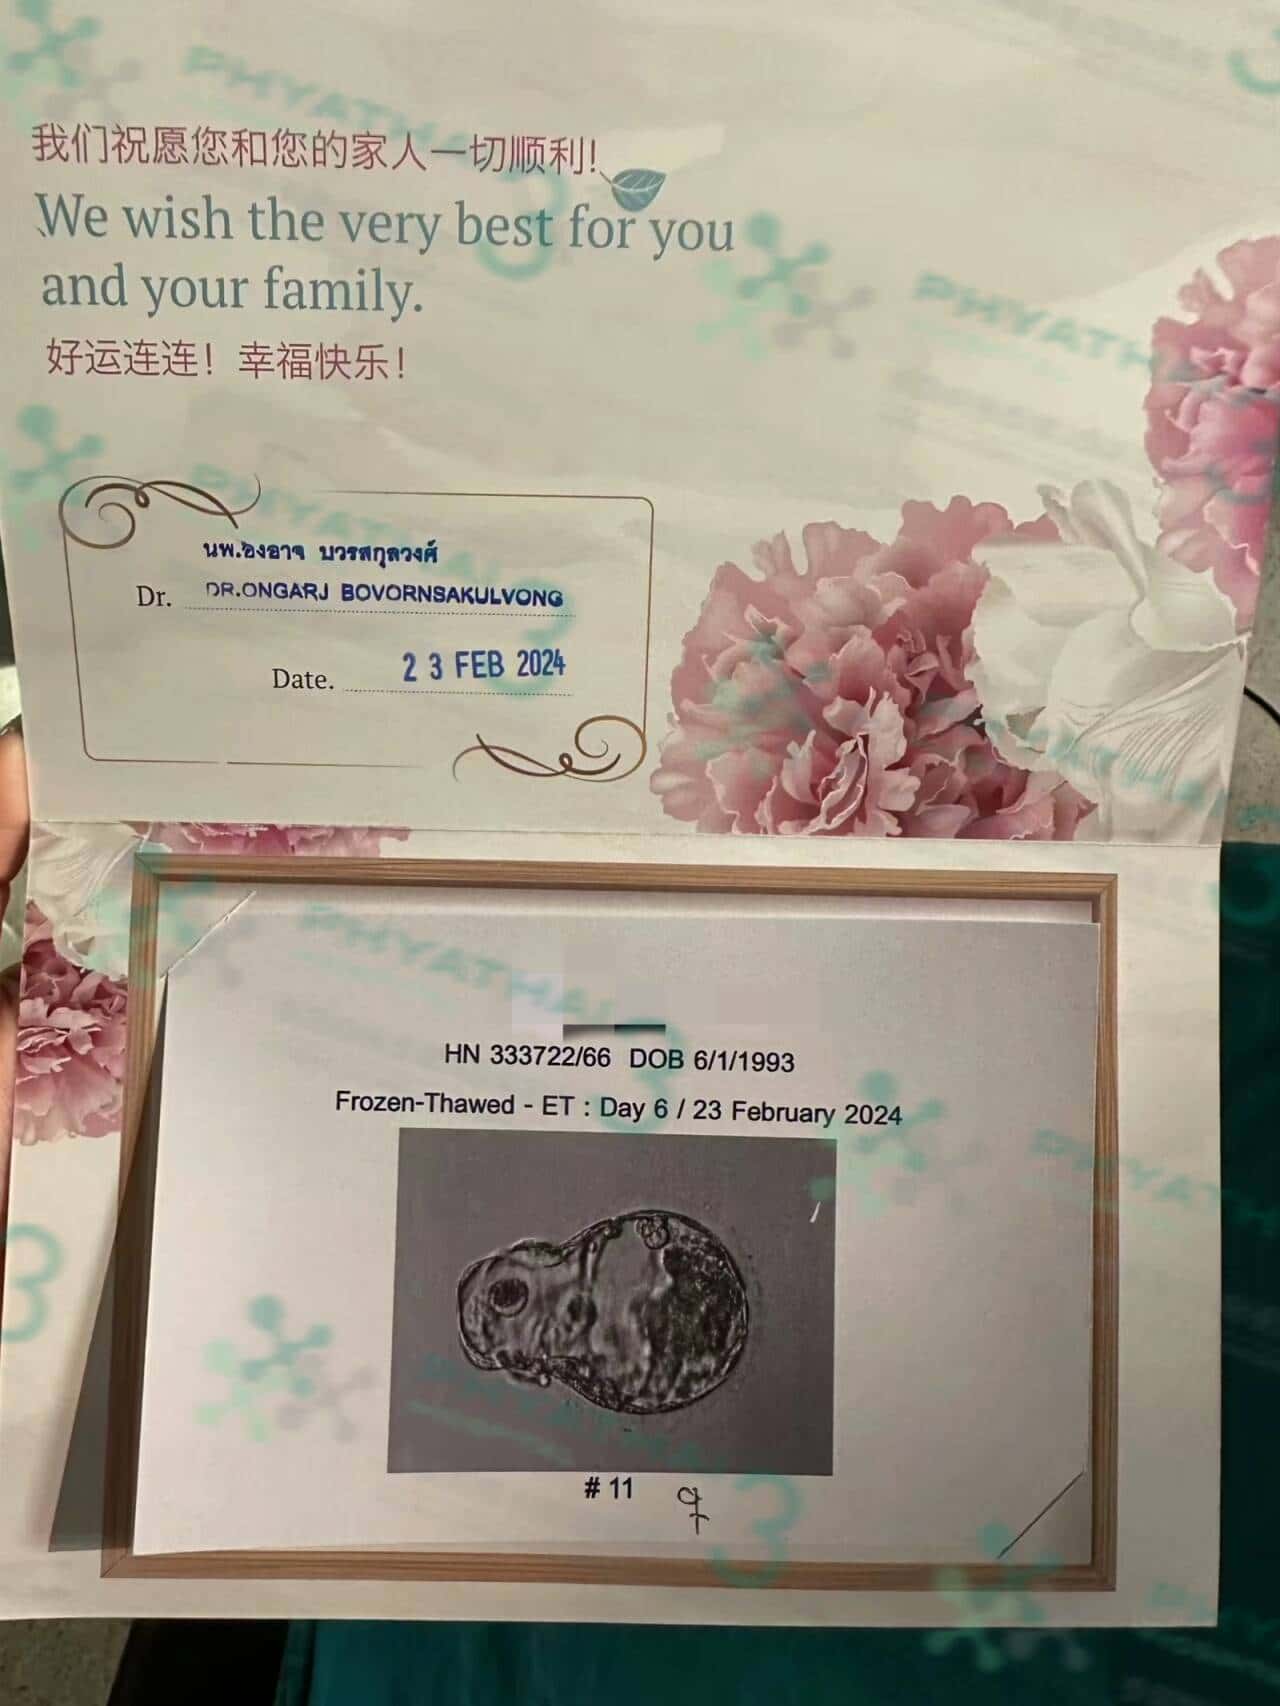 我们祝愿您和您的家人一切顺利!
We wish the very best for you
and your family.
好运连连！幸福快乐！
นพ.องอาจ บวรสกุลวงศ์
Dr. DR.ONGARJ BOVORNSAKULVONG
Date. 23 FEB 2024
HN 333722/66 DOB 6/1/1993
Frozen-Thawed - ET : Day 6 / 23 February 2024
# 11 ♀
PHYATHAI 3